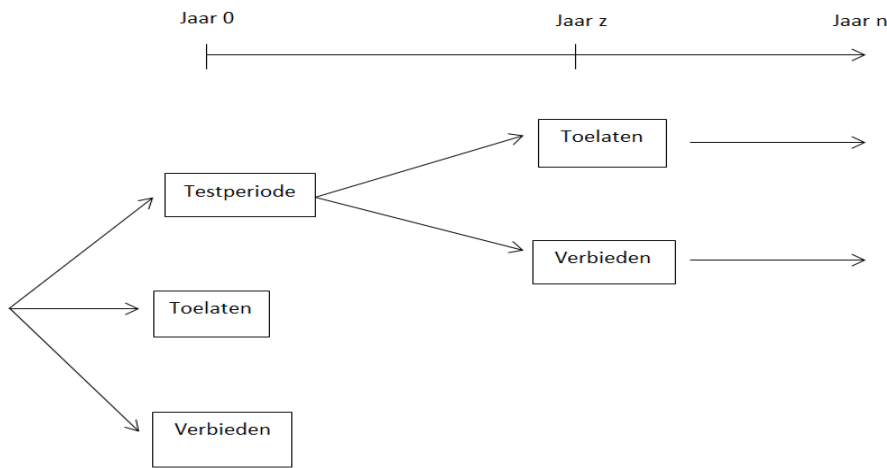 Jaar 0
Jaar z
Jaar n
Toelaten
Testperiode
Verbieden
Toelaten
Verbieden